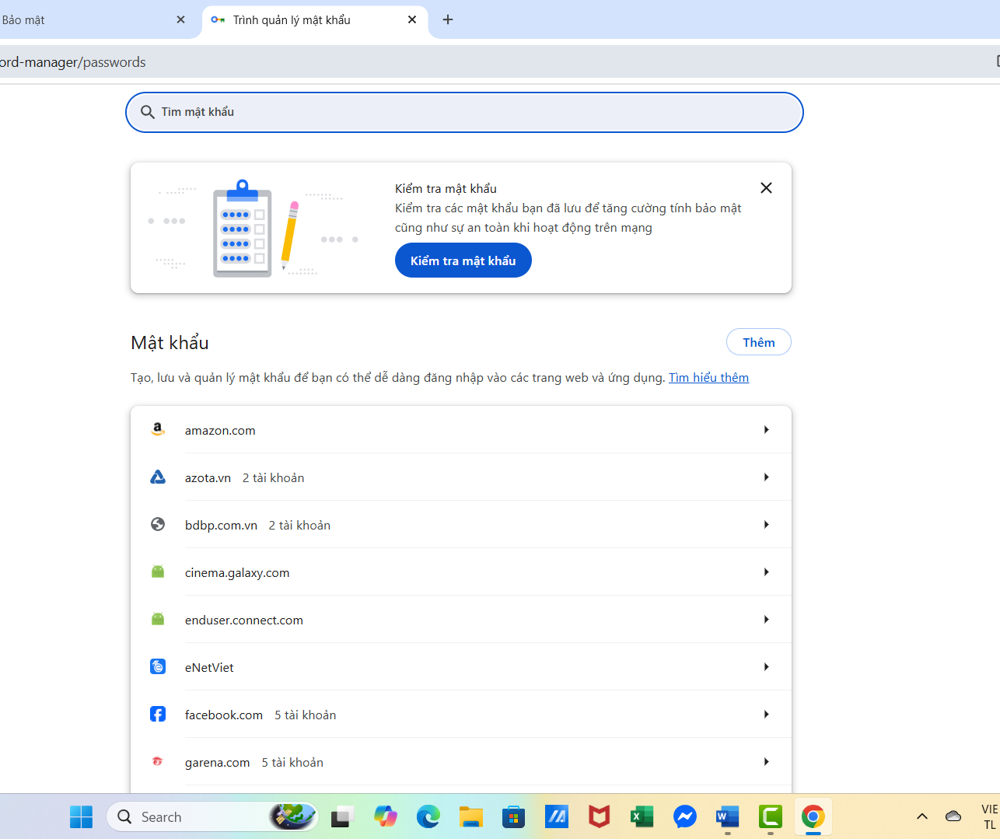 Bảo mật
Trình quản lý mật khẩu
ord-manager/passwords
Tìm mật khẩu
Kiểm tra mật khẩu
Kiểm tra các mật khẩu bạn đã lưu để tăng cường tính bảo mật
cũng như sự an toàn khi hoạt động trên mạng
Kiểm tra mật khẩu
Mật khẩu
Thêm
Tạo, lưu và quản lý mật khẩu để bạn có thể dễ dàng đăng nhập vào các trang web và ứng dụng. Tìm hiểu thêm
amazon.com
azota.vn 2 tài khoản
bdbp.com.vn 2 tài khoản
cinema.galaxy.com
enduser.connect.com
eNetViet
facebook.com 5 tài khoản
garena.com 5 tài khoản
Search
VIE
TL